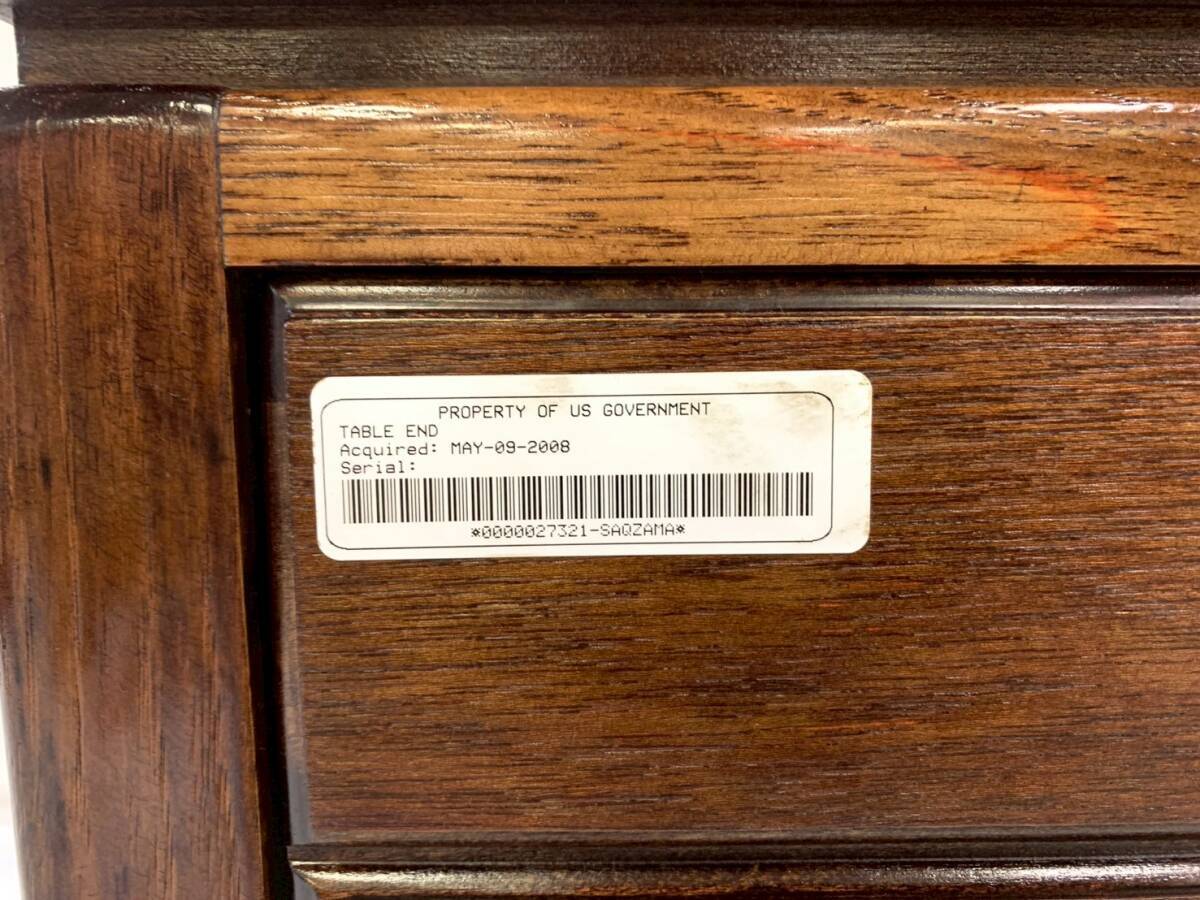 PROPERTY OF US GOVERNMENT
TABLE END
Acquired: MAY-09-2008
Serial:
*0000027321-SAQZAMA*